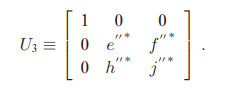 U₃ ≡ [ 1 0 0
0 e′′* f′′*
0 h′′* j′′* ] .